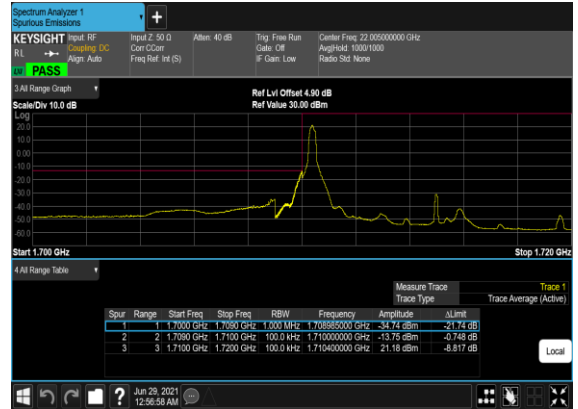 Spectrum Analyzer 1
Spurious Emissions
KEYSIGHT
RL
LXI PASS
Input: RF
Coupling: DC
Align: Auto
Input Z: 50 Ω
Corr CCorr
Freq Ref: Int (S)
Atten: 40 dB
Trig: Free Run
Gate: Off
IF Gain: Low
Center Freq: 22.005000000 GHz
Avg|Hold: 1000/1000
Radio Std: None
3 All Range Graph
Scale/Div 10.0 dB
Ref Lvl Offset 4.90 dB
Ref Value 30.00 dBm
Log
20.0
10.0
0.00
-10.0
-20.0
-30.0
-40.0
-50.0
-60.0
Start 1.700 GHz
Stop 1.720 GHz
4 All Range Table
Measure Trace Trace 1
Trace Type Trace Average (Active)
Spur Range Start Freq Stop Freq RBW Frequency Amplitude ΔLimit
1 1 1.7000 GHz 1.7090 GHz 1.000 MHz 1.708985000 GHz -34.74 dBm -21.74 dB
2 2 1.7090 GHz 1.7100 GHz 100.0 kHz 1.710000000 GHz -13.75 dBm -0.748 dB
3 3 1.7100 GHz 1.7200 GHz 100.0 kHz 1.710400000 GHz 21.18 dBm -8.817 dB
Local
?
Jun 29, 2021
12:56:58 AM